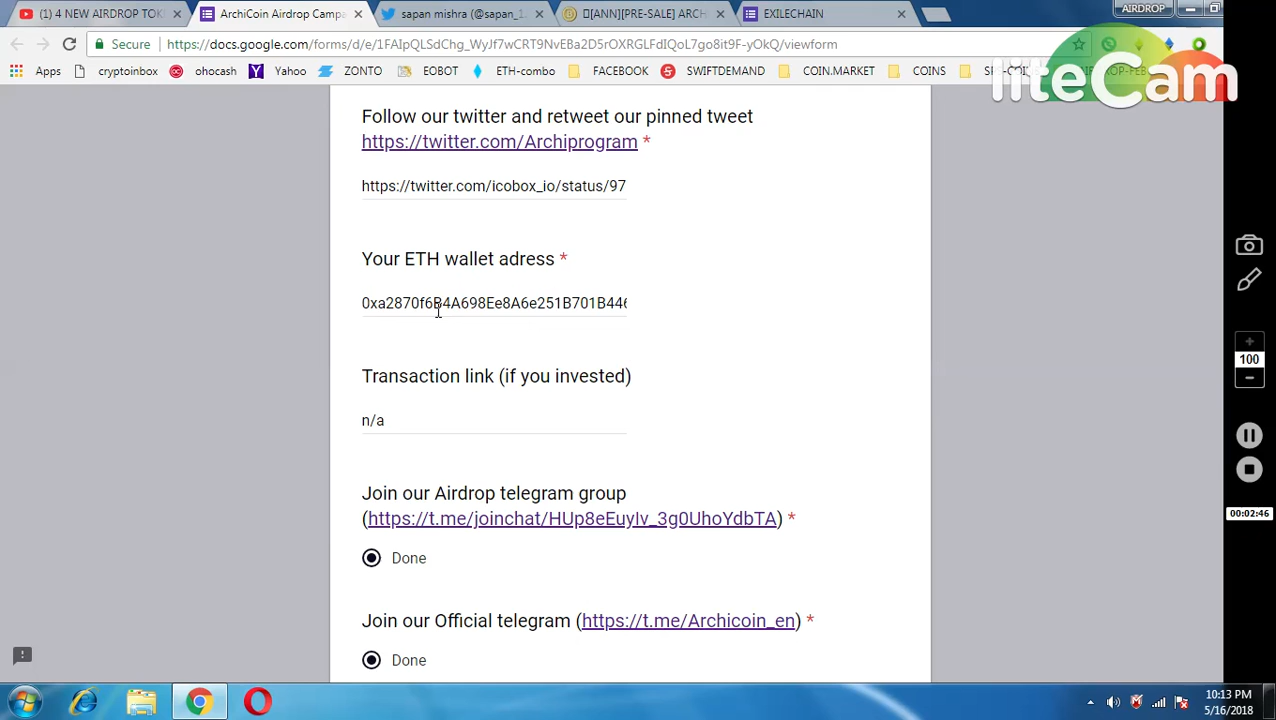 (1) 4 NEW AIRDROP TOK
ArchiCoin Airdrop Camp
sapan.mishra (@sapan_1
[ANN][PRE-SALE] ARCH
EXILECHAIN
AIRDROP
Secure
https://docs.google.com/forms/d/e/1FAIpQLSdChg_WyJf7wCRT9NvEBa2D5rOXRGLFdIQoL7go8it9F-yOkQ/viewform
Apps
cryptoinbox
ohocash
Yahoo
FAOBOT
ETH-combo
FACEBOOK
SWIFTDEMAND
COIN.MARKET
COINS
liteCam
Follow our twitter and retweet our pinned tweet
https://twitter.com/Archiprogram *
https://twitter.com/icobox_io/status/97
Your ETH wallet adress *
0xa2870f6B4A698Ee8A6e251B701B446
Transaction link (if you invested)
n/a
Join our Airdrop telegram group
(https://t.me/joinchat/HUp8eEuylv_3g0UhoYdbTA) *
Done
Join our Official telegram (https://t.me/Archicoin_en) *
Done
100
00:02:46
10:13 PM
5/16/2018